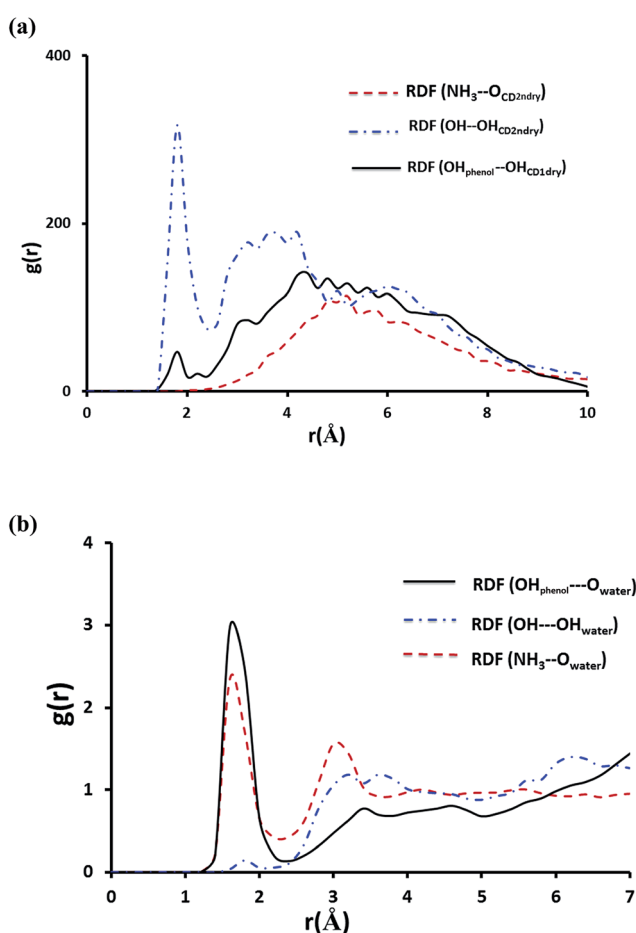 (a)
400
RDF (NH3--OCD2ndry)
RDF (OH--OHCD2ndry)
RDF (OHphenol--OHCD1dry)
200
g(r)
0
0 2 4 6 8 10
r(Å)
(b)
4
RDF (OHphenol---Owater)
RDF (OH---OHwater)
RDF (NH3--Owater)
3
2
1
0
g(r)
0 1 2 3 4 5 6 7
r(Å)